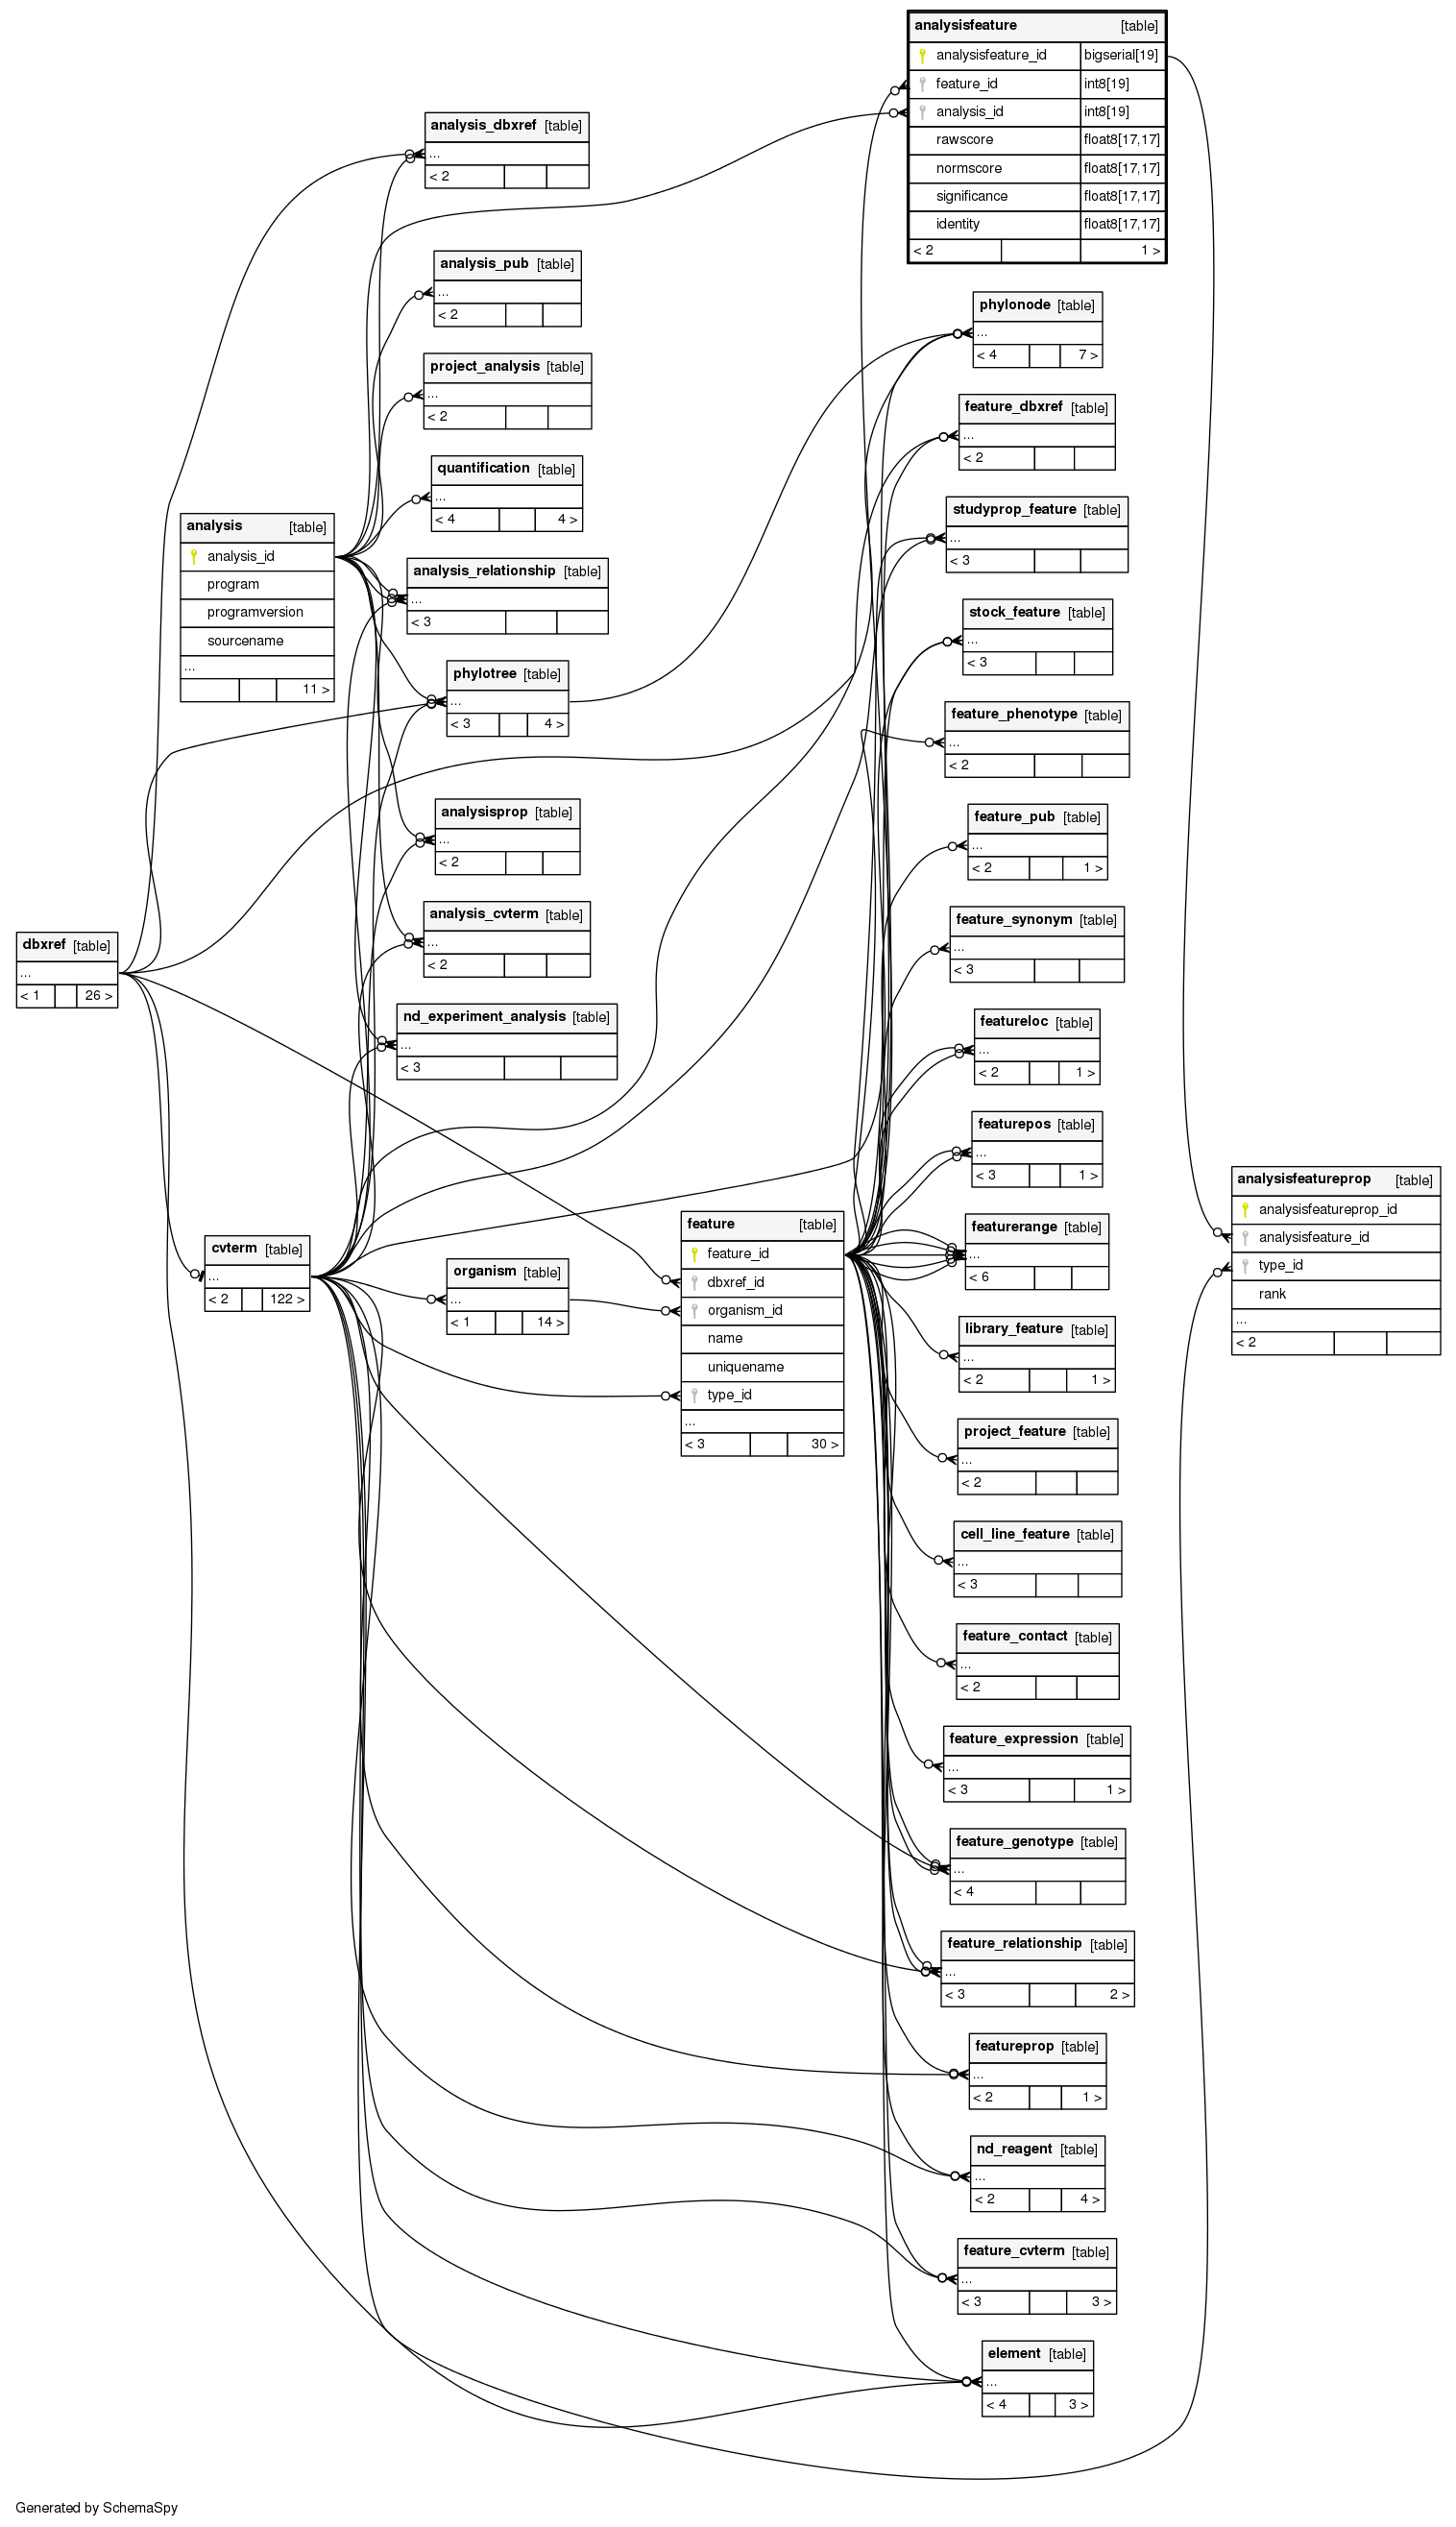 analysisfeature [table]
analysisfeature_id bigserial[19]
feature_id int8[19]
analysis_id int8[19]
rawscore float8[17,17]
normscore float8[17,17]
significance float8[17,17]
identity float8[17,17]
< 2 1 >
analysis_dbxref [table]
...
< 2
analysis_pub [table]
...
< 2
project_analysis [table]
...
< 2
quantification [table]
...
< 4 4 >
analysis [table]
analysis_id
program
programversion
sourcename
...
11 >
analysis_relationship [table]
...
< 3
phylotree [table]
...
< 3 4 >
analysisprop [table]
...
< 2
analysis_cvterm [table]
...
< 2
nd_experiment_analysis [table]
...
< 3
dbxref [table]
...
< 1 26 >
cvterm [table]
...
< 2 122 >
organism [table]
...
< 1 14 >
feature [table]
feature_id
dbxref_id
organism_id
name
uniquename
type_id
...
< 3 30 >
phylonode [table]
...
< 4 7 >
feature_dbxref [table]
...
< 2
studyprop_feature [table]
...
< 3
stock_feature [table]
...
< 3
feature_phenotype [table]
...
< 2
feature_pub [table]
...
< 2 1 >
feature_synonym [table]
...
< 3
featureloc [table]
...
< 2 1 >
featurepos [table]
...
< 3 1 >
featurerange [table]
...
< 6
library_feature [table]
...
< 2 1 >
project_feature [table]
...
< 2
cell_line_feature [table]
...
< 3
feature_contact [table]
...
< 2
feature_expression [table]
...
< 3 1 >
feature_genotype [table]
...
< 4
feature_relationship [table]
...
< 3 2 >
featureprop [table]
...
< 2 1 >
nd_reagent [table]
...
< 2 4 >
feature_cvterm [table]
...
< 3 3 >
element [table]
...
< 4 3 >
analysisfeatureprop [table]
analysisfeatureprop_id
analysisfeature_id
type_id
rank
...
< 2
Generated by SchemaSpy